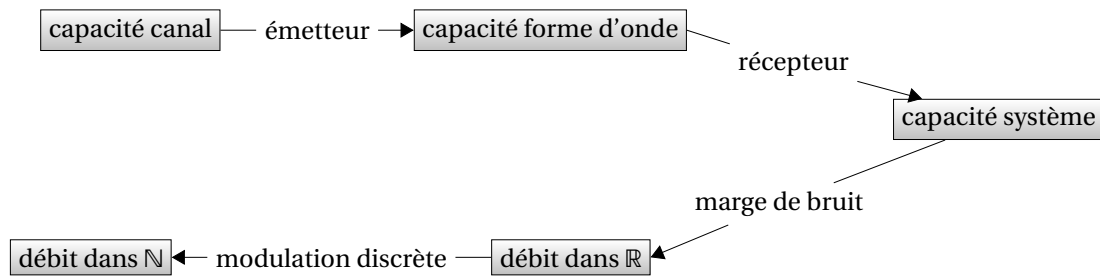 capacité canal
émetteur
capacité forme d'onde
récepteur
capacité système
marge de bruit
débit dans ℝ
modulation discrète
débit dans ℕ